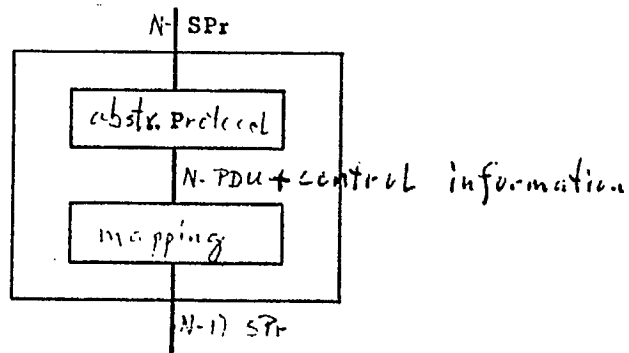 N- SPr
abstr. Protocol
N-PDU + control information
mapping
N-1) SPr